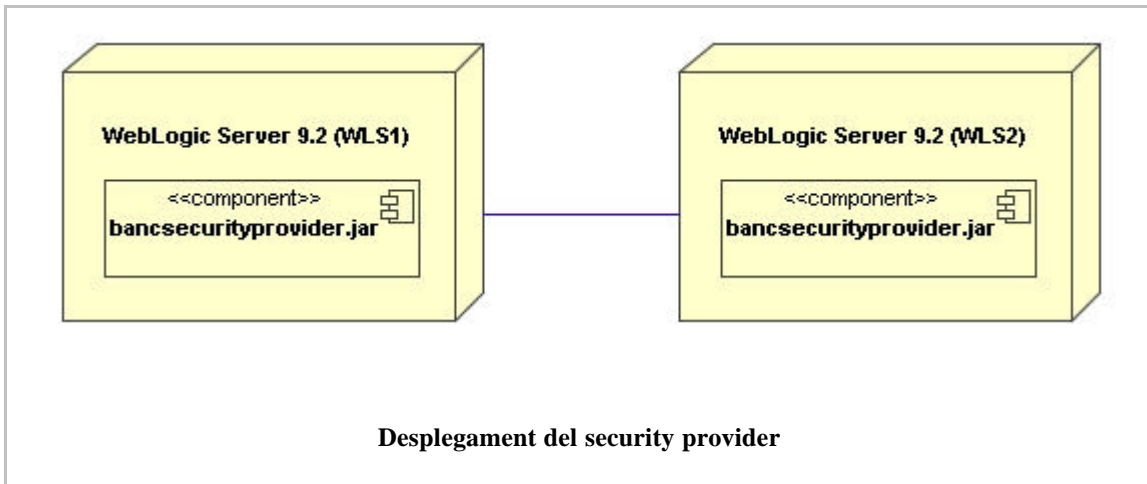 WebLogic Server 9.2 (WLS1)
<<component>>
bancsecurityprovider.jar
WebLogic Server 9.2 (WLS2)
<<component>>
bancsecurityprovider.jar
Desplegament del security provider